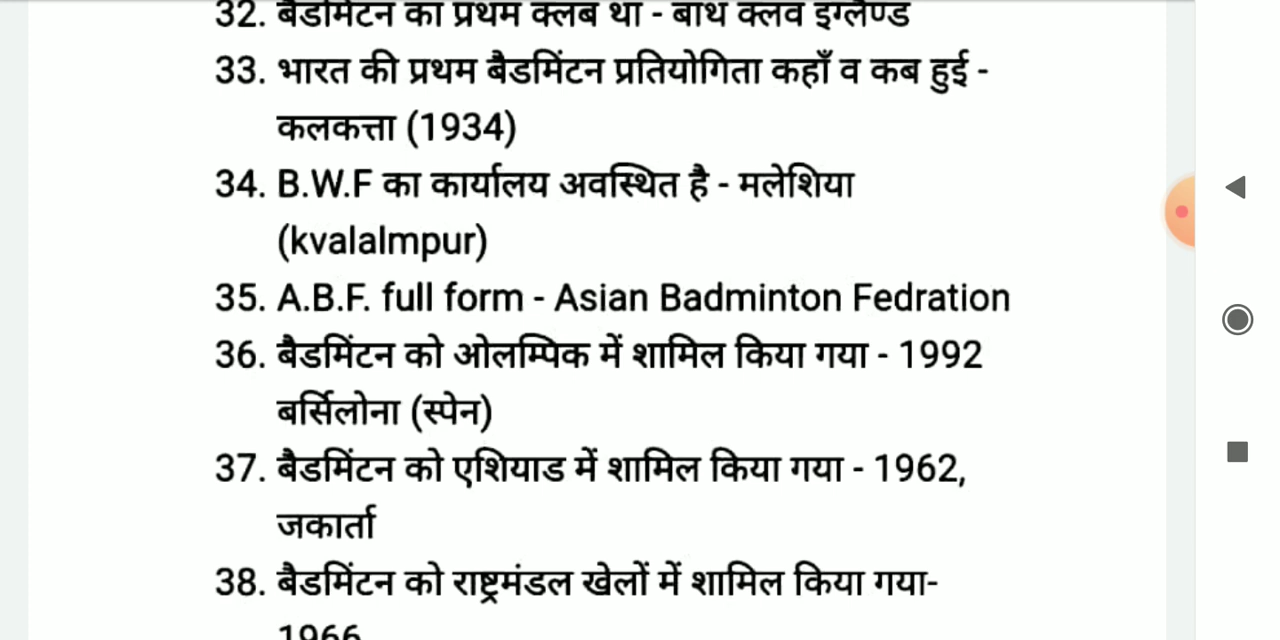 32. बैडमिंटन का प्रथम क्लब था - बाथ क्लव इंग्लैण्ड
33. भारत की प्रथम बैडमिंटन प्रतियोगिता कहाँ व कब हुई -
कलकत्ता (1934)
34. B.W.F का कार्यालय अवस्थित है - मलेशिया
(kvalalmpur)
35. A.B.F. full form - Asian Badminton Fedration
36. बैडमिंटन को ओलम्पिक में शामिल किया गया - 1992
बर्सिलोना (स्पेन)
37. बैडमिंटन को एशियाड में शामिल किया गया - 1962,
जकार्ता
38. बैडमिंटन को राष्ट्रमंडल खेलों में शामिल किया गया-
1966